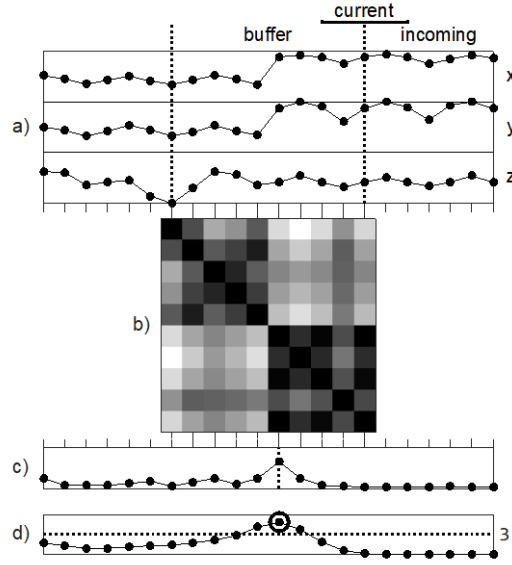 current
buffer
incoming
x
a)
y
z
b)
c)
d)
3